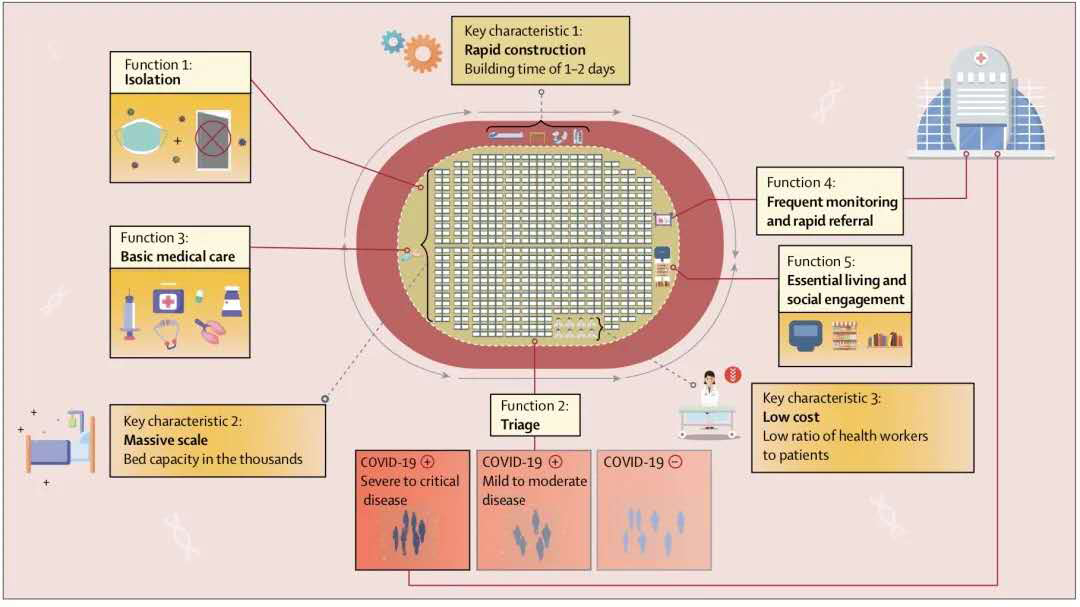 Key characteristic 1:
Rapid construction
Building time of 1–2 days
Function 1:
Isolation
Function 3:
Basic medical care
Function 4:
Frequent monitoring
and rapid referral
Function 5:
Essential living and
social engagement
Key characteristic 2:
Massive scale
Bed capacity in the thousands
Function 2:
Triage
Key characteristic 3:
Low cost
Low ratio of health workers
to patients
COVID-19 +
Severe to critical
disease
COVID-19 +
Mild to moderate
disease
COVID-19 –